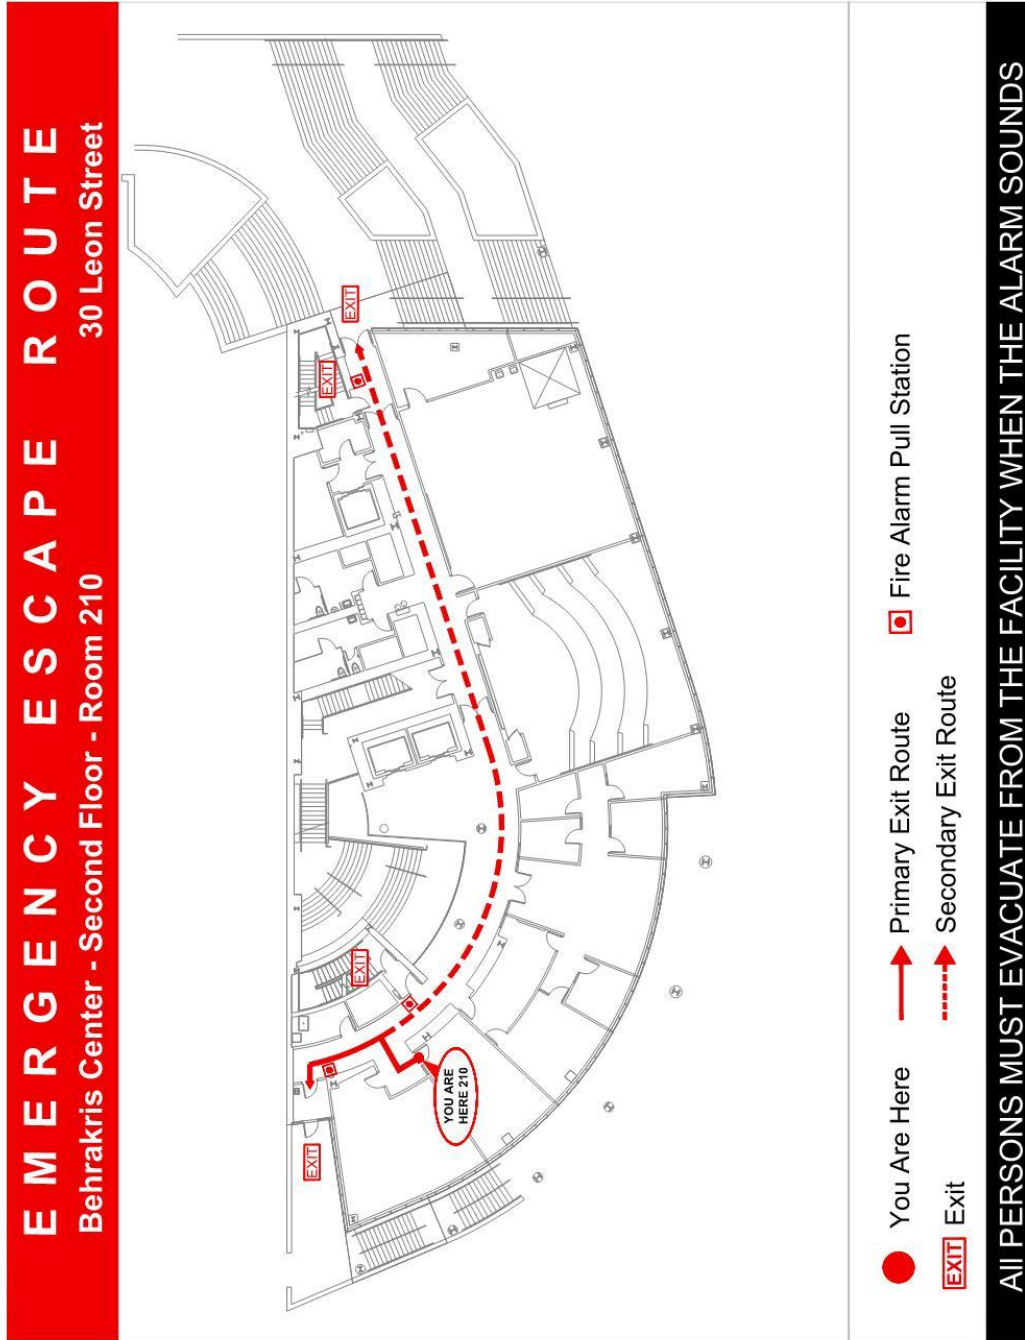 EMERGENCY ESCAPE ROUTE
Behrakris Center - Second Floor - Room 210
30 Leon Street
EXIT
EXIT
EXIT
EXIT
YOU ARE
HERE 210
You Are Here
Primary Exit Route
Fire Alarm Pull Station
EXIT Exit
Secondary Exit Route
All PERSONS MUST EVACUATE FROM THE FACILITY WHEN THE ALARM SOUNDS